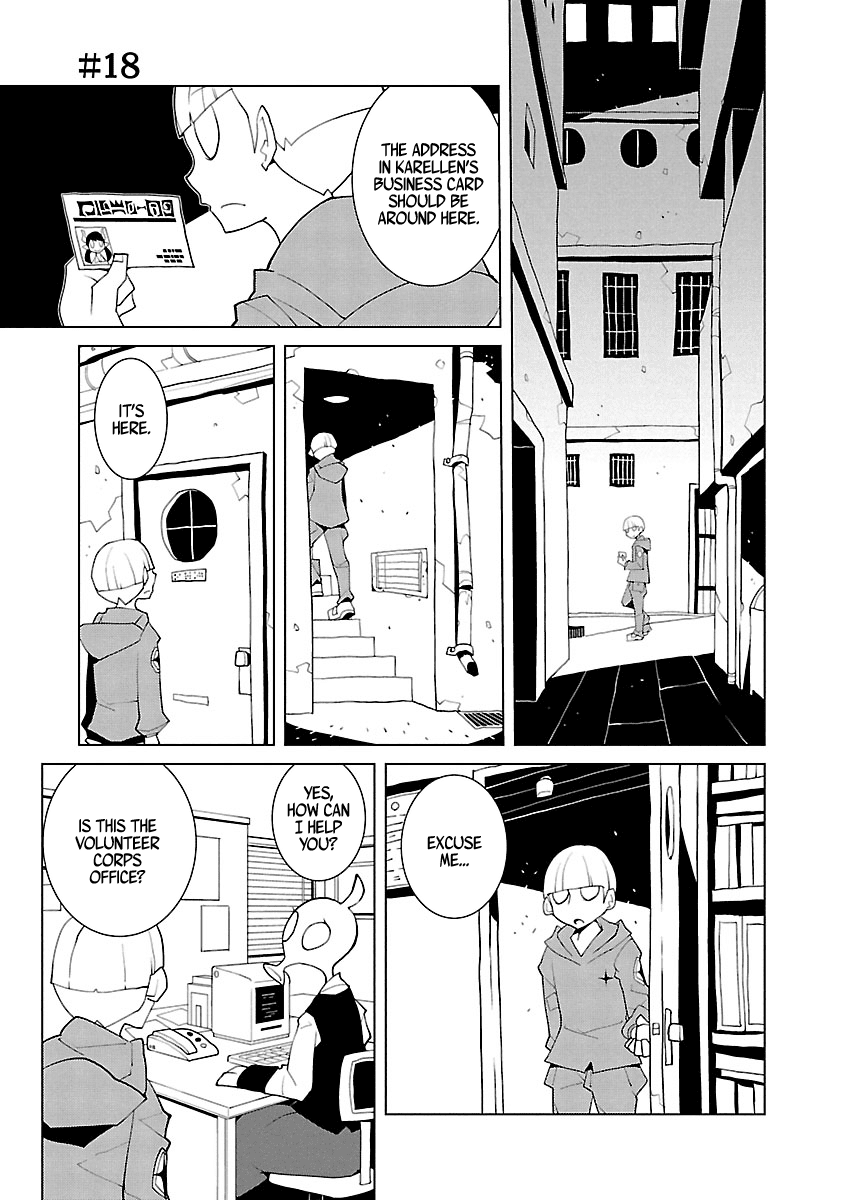 #18
THE ADDRESS
IN KARELLEN'S
BUSINESS CARD
SHOULD BE
AROUND HERE.
IT'S
HERE.
EXCUSE
ME...
YES,
HOW CAN
I HELP
YOU?
IS THIS THE
VOLUNTEER
CORPS
OFFICE?